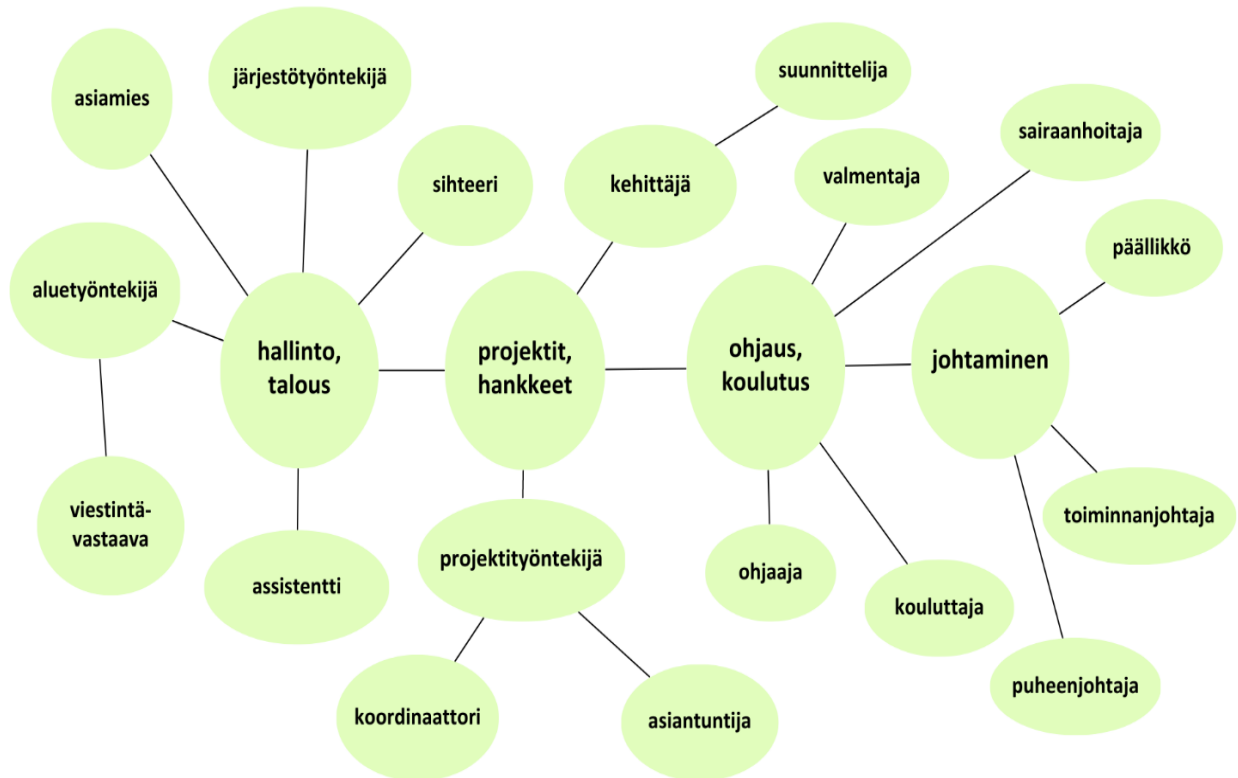 järjestötyöntekijä
asiamies
suunnittelija
sairaanhoitaja
sihteeri
kehittäjä
valmentaja
päällikkö
aluetyöntekijä
hallinto,
talous
projektit,
hankkeet
ohjaus,
koulutus
johtaminen
viestintä-
vastaava
toiminnanjohtaja
assistentti
projektityöntekijä
ohjaaja
kouluttaja
puheenjohtaja
koordinaattori
asiantuntija